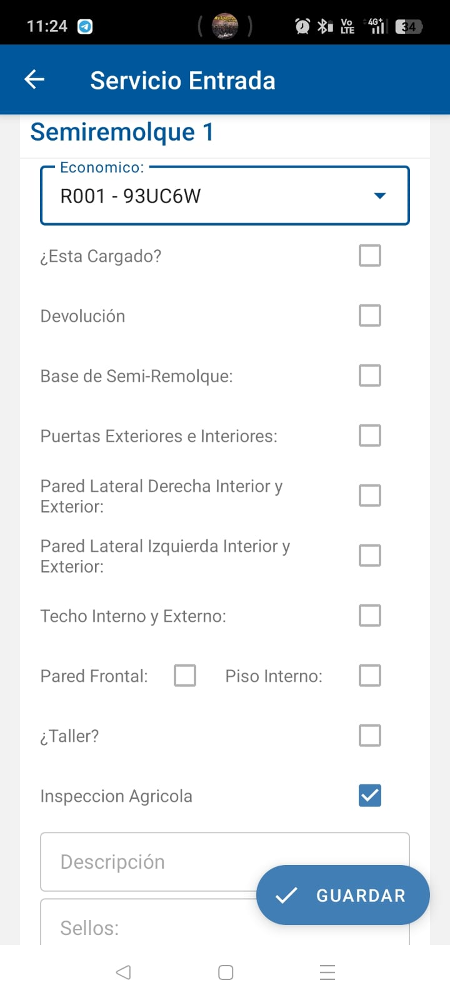 11:24
Vo LTE 4G+ 34
Servicio Entrada
Semiremolque 1
Economico:
R001 - 93UC6W
¿Esta Cargado?
Devolución
Base de Semi-Remolque:
Puertas Exteriores e Interiores:
Pared Lateral Derecha Interior y
Exterior:
Pared Lateral Izquierda Interior y
Exterior:
Techo Interno y Externo:
Pared Frontal: Piso Interno:
¿Taller?
Inspeccion Agricola
Descripción
GUARDAR
Sellos: